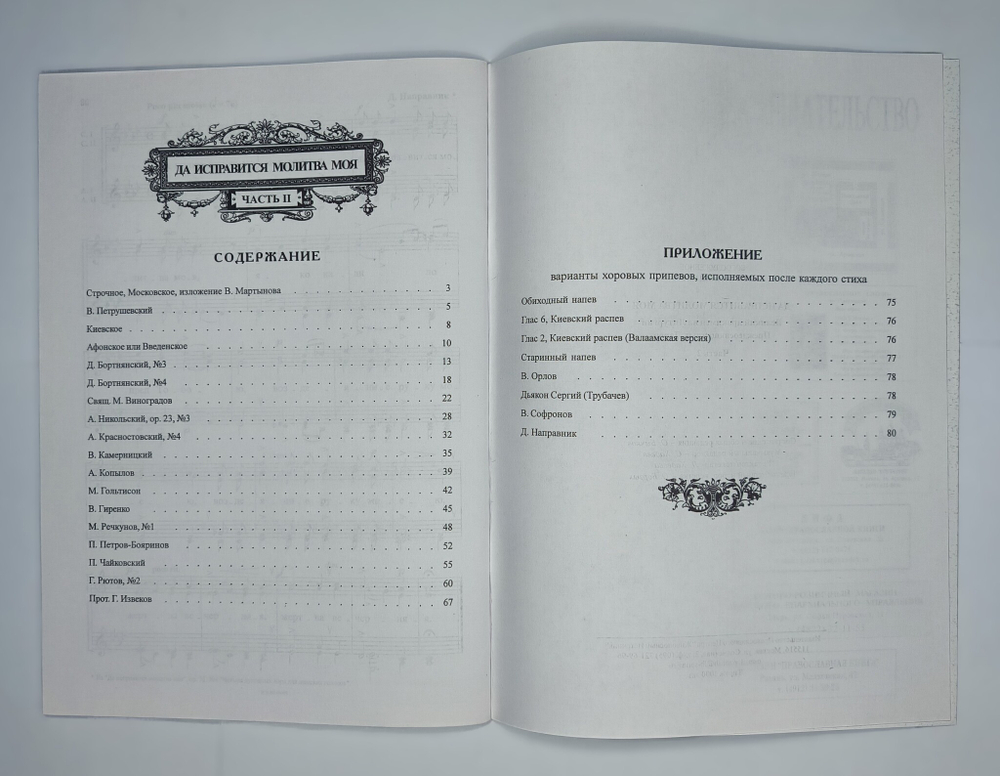 ДА ИСПРАВИТСЯ МОЛИТВА МОЯ
ЧАСТЬ II
СОДЕРЖАНИЕ
Строчное, Московское, изложение В. Мартынова 3
В. Петрушевский 5
Киевское 8
Афонское или Введенское 10
Д. Бортнянский, №3 13
Д. Бортнянский, №4 18
Свящ. М. Виноградов 22
А. Никольский, ор. 23, №3 28
А. Красностовский, №4 32
В. Камерницкий 35
А. Копылов 39
М. Гольтисон 42
В. Гиренко 45
М. Речкунов, №1 48
П. Петров-Бояринов 52
П. Чайковский 55
Г. Рютов, №2 60
Прот. Г. Извеков 67
ПРИЛОЖЕНИЕ
варианты хоровых припевов, исполняемых после каждого стиха
Обиходный напев 75
Глас 6, Киевский распев 76
Глас 2, Киевский распев (Валаамская версия) 76
Старинный напев 77
В. Орлов 78
Дьякон Сергий (Трубачев) 78
В. Софронов 79
Д. Направник 80